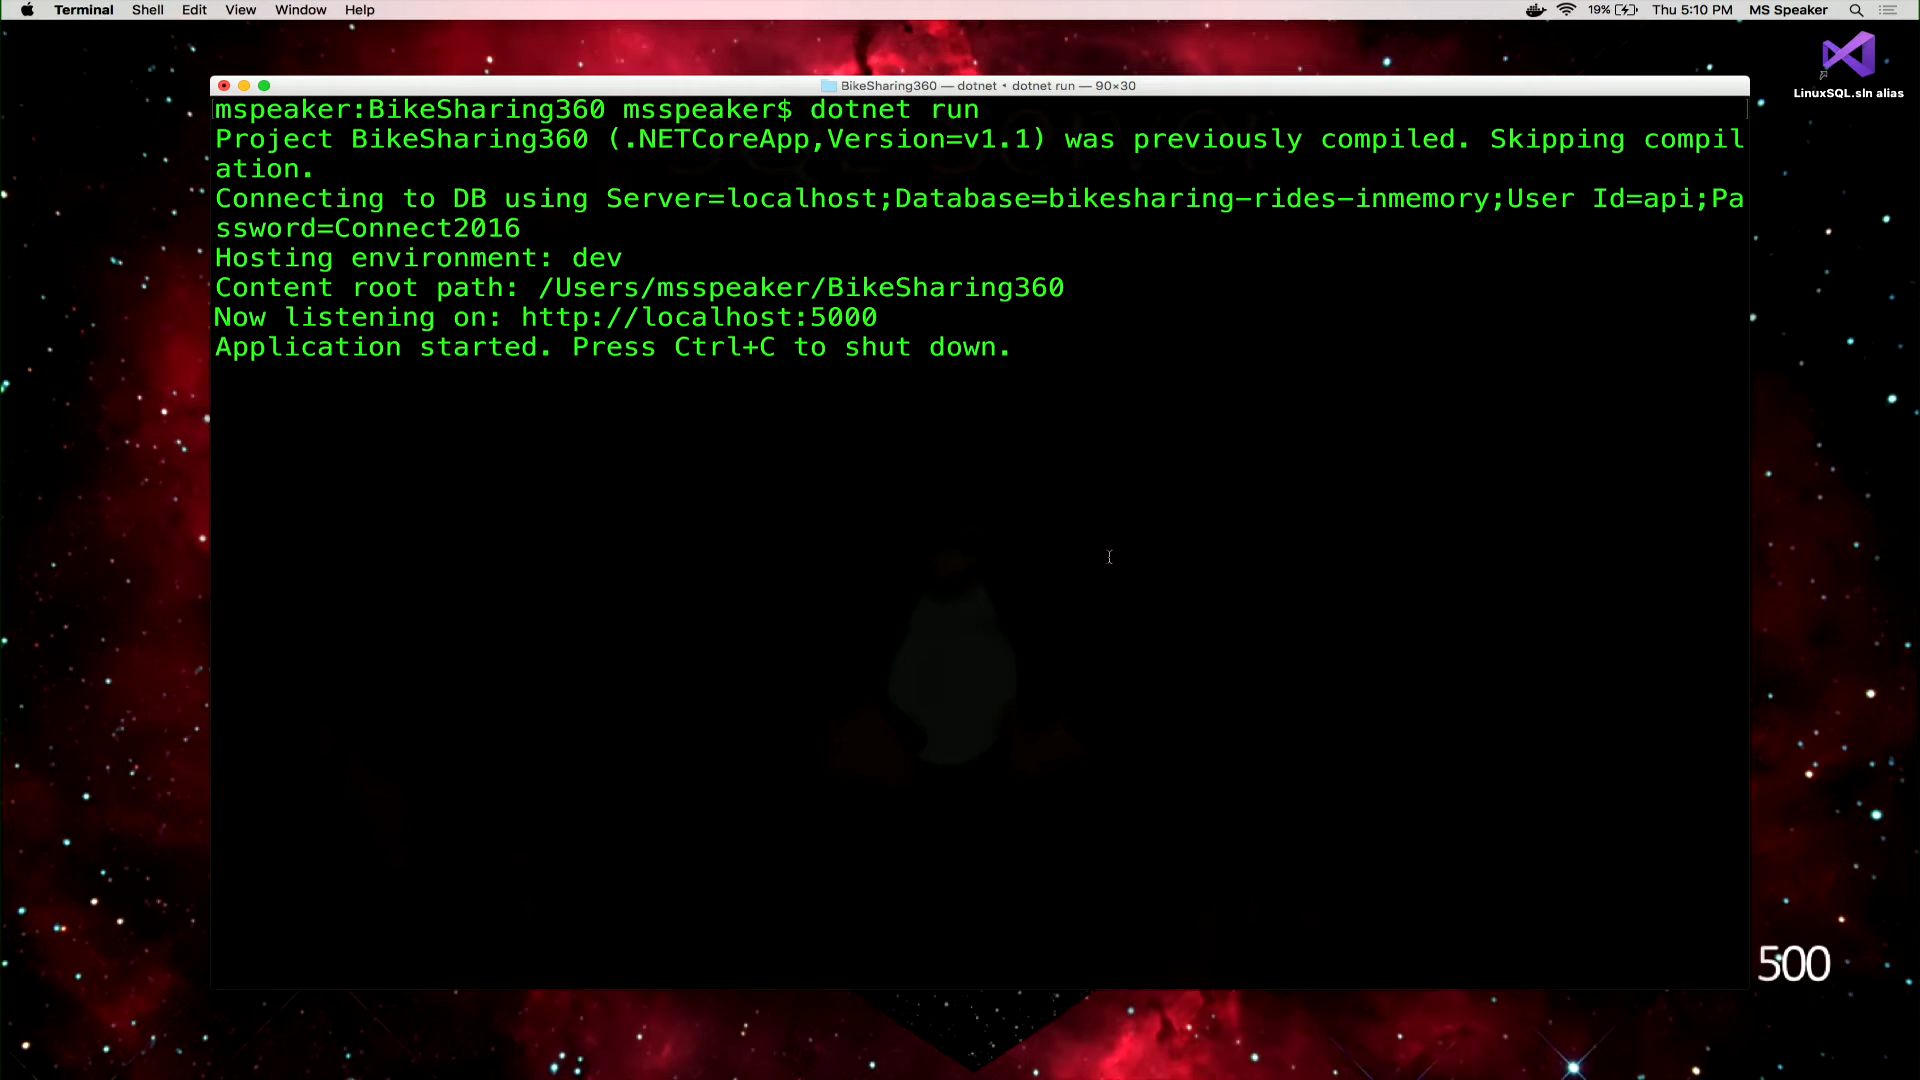 Terminal Shell Edit View Window Help 19% Thu 5:10 PM MS Speaker
LinuxSQL.sln alias
BikeSharing360 — dotnet • dotnet run — 90×30
mspeaker:BikeSharing360 msspeaker$ dotnet run
Project BikeSharing360 (.NETCoreApp,Version=v1.1) was previously compiled. Skipping compil
ation.
Connecting to DB using Server=localhost;Database=bikesharing-rides-inmemory;User Id=api;Pa
ssword=Connect2016
Hosting environment: dev
Content root path: /Users/msspeaker/BikeSharing360
Now listening on: http://localhost:5000
Application started. Press Ctrl+C to shut down.
500